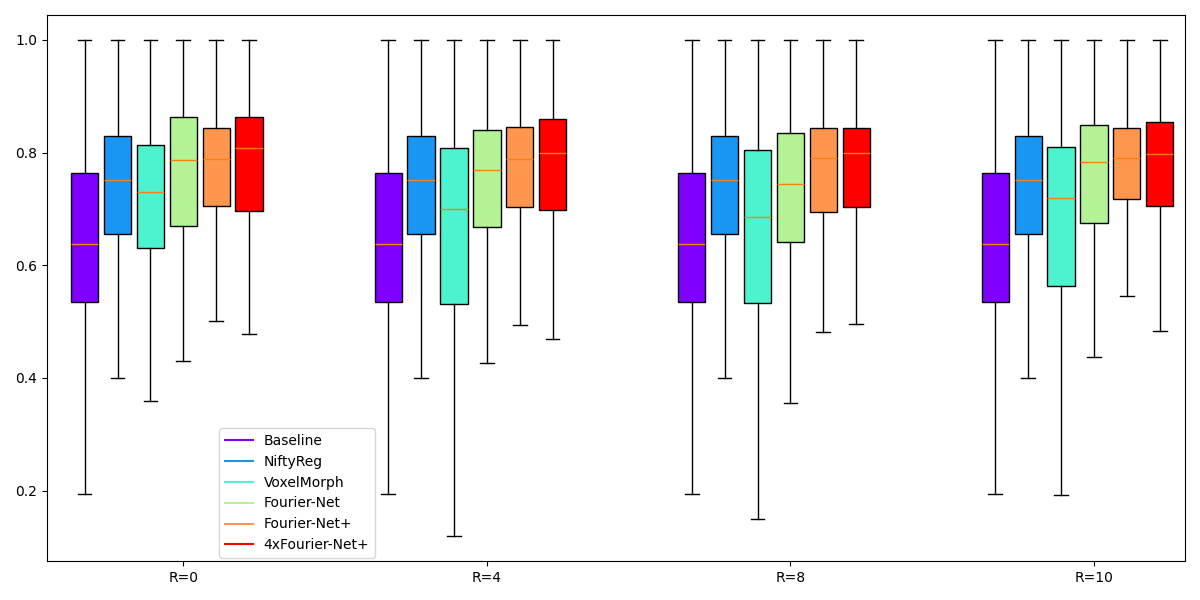 1.0
0.8
0.6
0.4
0.2
Baseline
NiftyReg
VoxelMorph
Fourier-Net
Fourier-Net+
4xFourier-Net+
R=0 R=4 R=8 R=10